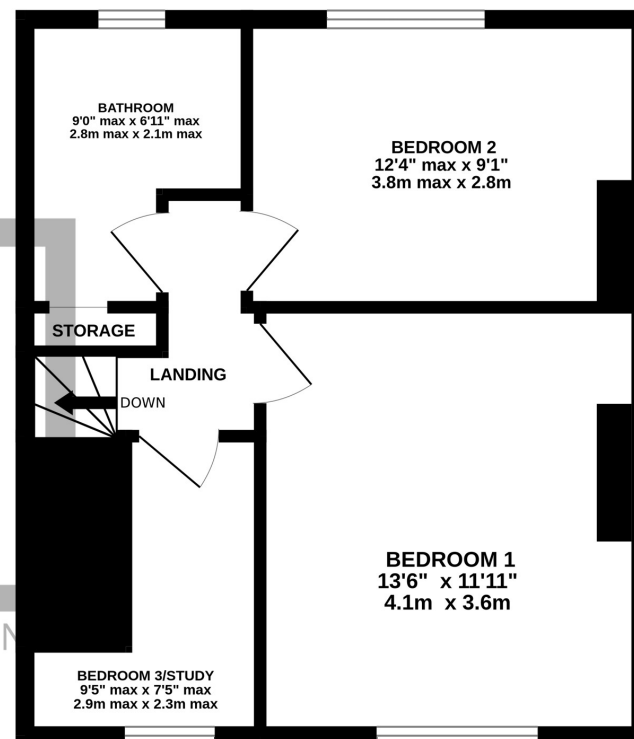 BATHROOM
9'0" max x 6'11" max
2.8m max x 2.1m max
BEDROOM 2
12'4" max x 9'1"
3.8m max x 2.8m
STORAGE
LANDING
DOWN
BEDROOM 1
13'6" x 11'11"
4.1m x 3.6m
BEDROOM 3/STUDY
9'5" max x 7'5" max
2.9m max x 2.3m max